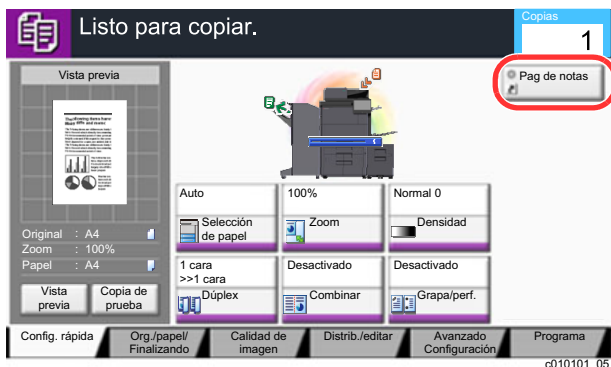 Listo para copiar.
Copias
1
Vista previa
Pag de notas
Original : A4
Zoom : 100%
Papel : A4
Vista
previa
Copia de
prueba
Auto
Selección
de papel
100%
Zoom
Normal 0
Densidad
1 cara
>>1 cara
Dúplex
Desactivado
Combinar
Desactivado
Grapa/perf.
Config. rápida
Org./papel/
Finalizando
Calidad de
imagen
Distrib./editar
Avanzado
Configuración
Programa
c010101_05